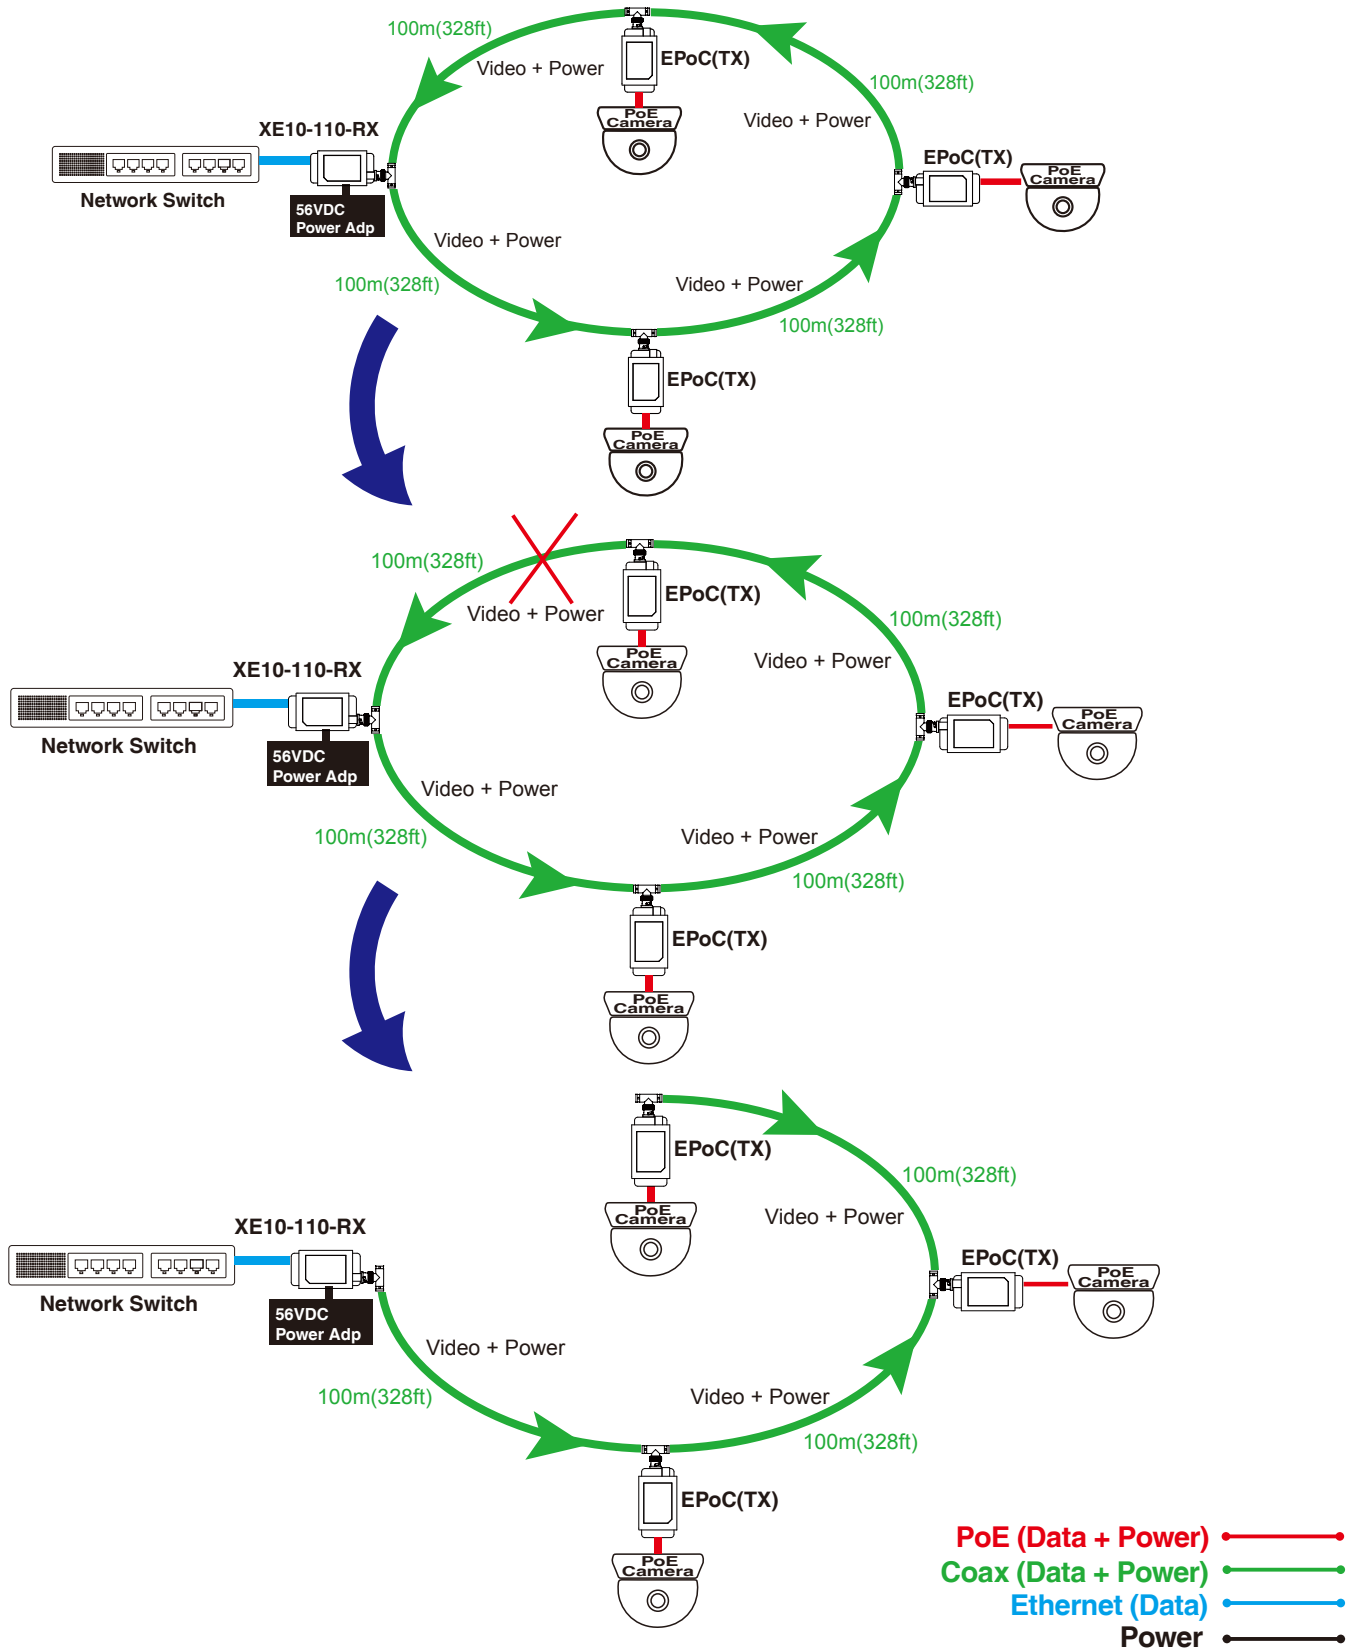 100m(328ft)
EPoC(TX)
Video + Power
100m(328ft)
PoE
Camera
Video + Power
XE10-110-RX
EPoC(TX)
PoE
Camera
Network Switch
56VDC
Power Adp
Video + Power
100m(328ft)
Video + Power
100m(328ft)
EPoC(TX)
PoE
Camera
100m(328ft)
EPoC(TX)
Video + Power
100m(328ft)
PoE
Camera
Video + Power
XE10-110-RX
EPoC(TX)
PoE
Camera
Network Switch
56VDC
Power Adp
Video + Power
100m(328ft)
Video + Power
100m(328ft)
EPoC(TX)
PoE
Camera
EPoC(TX)
100m(328ft)
PoE
Camera
Video + Power
XE10-110-RX
EPoC(TX)
PoE
Camera
Network Switch
56VDC
Power Adp
Video + Power
100m(328ft)
Video + Power
100m(328ft)
EPoC(TX)
PoE
Camera
PoE (Data + Power)
Coax (Data + Power)
Ethernet (Data)
Power